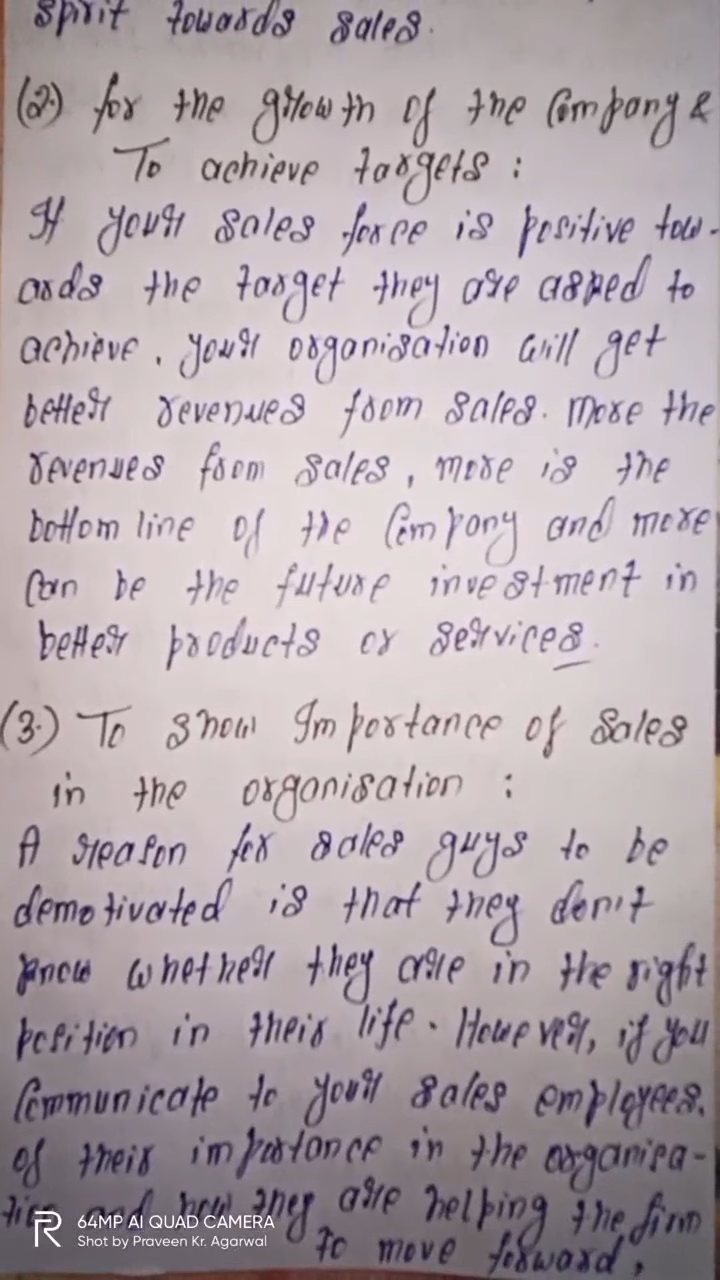 spirit towards sales.
(2.) for the growth of the Company &
To achieve targets :
If your sales force is positive tow-
ards the target they are asked to
achieve, your organisation will get
better revenues from sales. More the
revenues from sales, more is the
bottom line of the Company and more
Can be the future investment in
better products or services.
(3.) To show Importance of Sales
in the organisation :
A reason for sales guys to be
demotivated is that they don't
know whether they are in the right
position in their life. However, if you
Communicate to your sales employees.
of their importance in the organisa-
tion and how they are helping the firm
to move forward,
64MP AI QUAD CAMERA
Shot by Praveen Kr. Agarwal